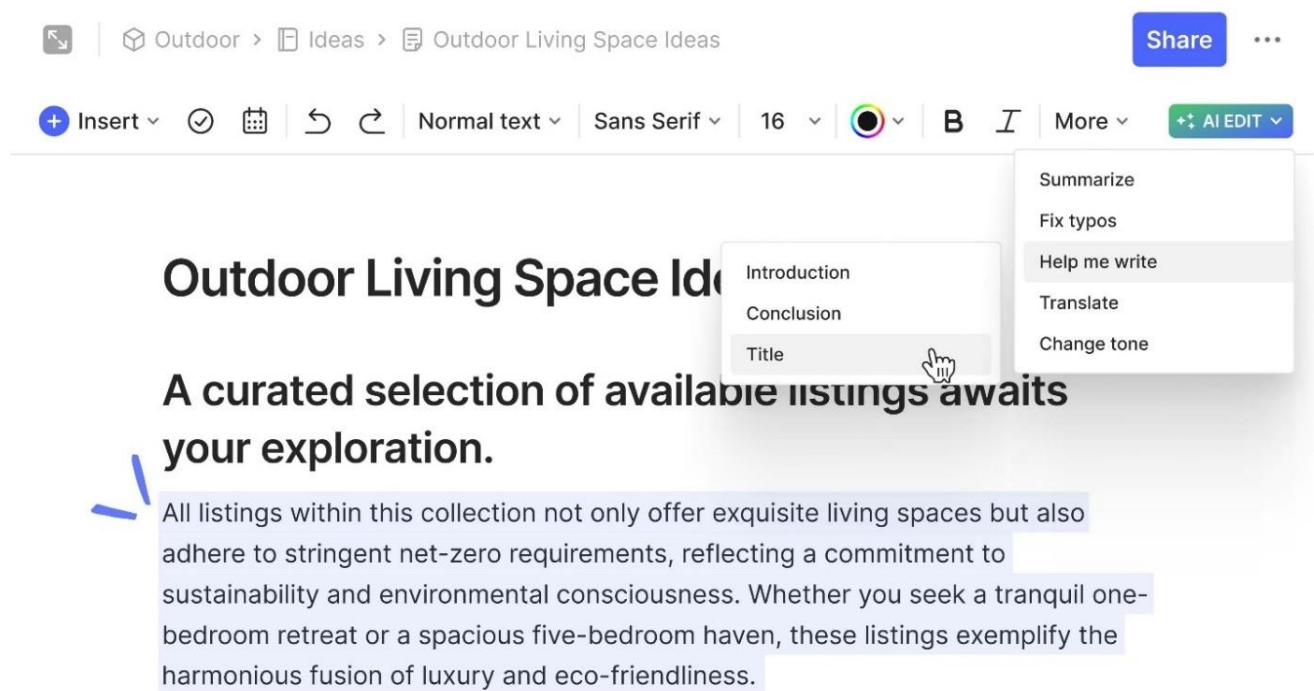 Outdoor > Ideas > Outdoor Living Space Ideas
Share
Insert Normal text Sans Serif 16 B I More AI EDIT
Summarize
Fix typos
Help me write
Translate
Change tone
Introduction
Conclusion
Title
Outdoor Living Space
A curated selection of available listings awaits
your exploration.
All listings within this collection not only offer exquisite living spaces but also
adhere to stringent net-zero requirements, reflecting a commitment to
sustainability and environmental consciousness. Whether you seek a tranquil one-
bedroom retreat or a spacious five-bedroom haven, these listings exemplify the
harmonious fusion of luxury and eco-friendliness.